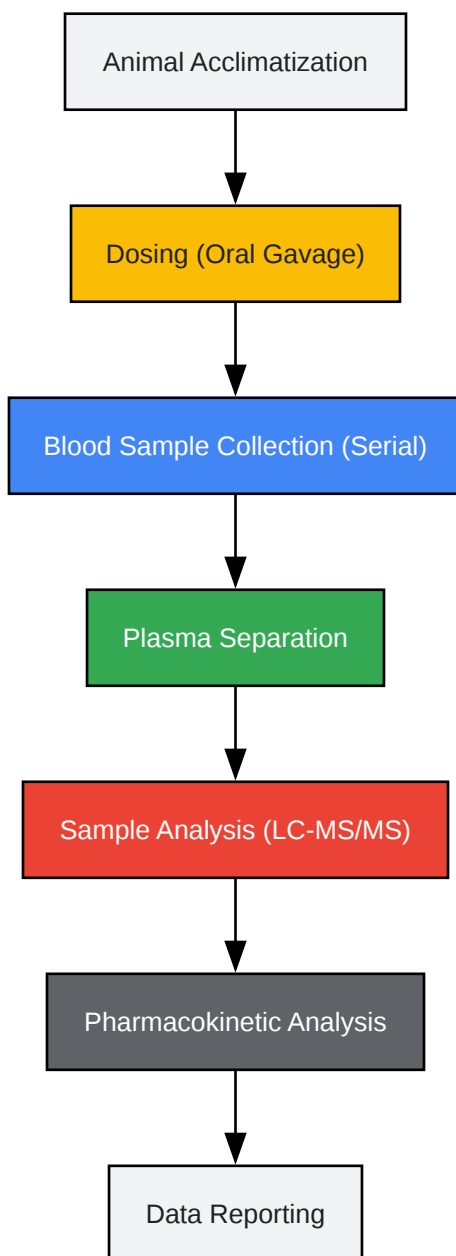 Animal Acclimatization
Dosing (Oral Gavage)
Blood Sample Collection (Serial)
Plasma Separation
Sample Analysis (LC-MS/MS)
Pharmacokinetic Analysis
Data Reporting